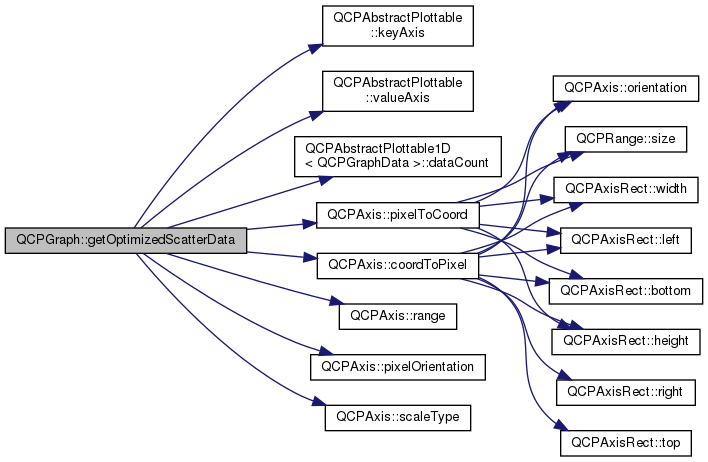 QCPGraph::getOptimizedScatterData
QCPAbstractPlottable
::keyAxis
QCPAbstractPlottable
::valueAxis
QCPAbstractPlottable1D
< QCPGraphData >::dataCount
QCPAxis::pixelToCoord
QCPAxis::coordToPixel
QCPAxis::range
QCPAxis::pixelOrientation
QCPAxis::scaleType
QCPAxis::orientation
QCPRange::size
QCPAxisRect::width
QCPAxisRect::left
QCPAxisRect::bottom
QCPAxisRect::height
QCPAxisRect::right
QCPAxisRect::top